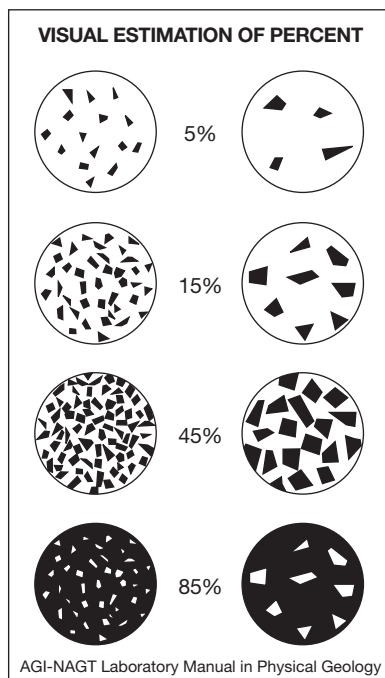 VISUAL ESTIMATION OF PERCENT
5%
15%
45%
85%
AGI-NAGT Laboratory Manual in Physical Geology